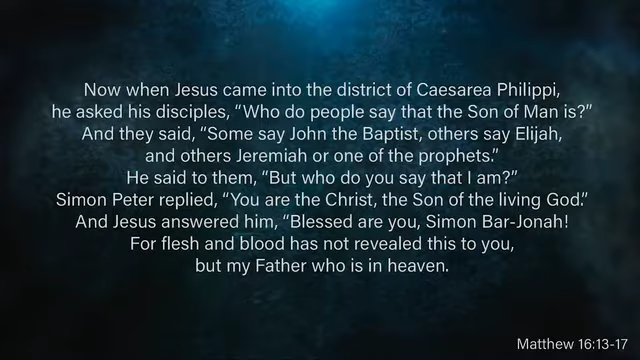 Now when Jesus came into the district of Caesarea Philippi,
he asked his disciples, “Who do people say that the Son of Man is?”
And they said, “Some say John the Baptist, others say Elijah,
and others Jeremiah or one of the prophets.”
He said to them, “But who do you say that I am?”
Simon Peter replied, “You are the Christ, the Son of the living God.”
And Jesus answered him, “Blessed are you, Simon Bar-Jonah!
For flesh and blood has not revealed this to you,
but my Father who is in heaven.
Matthew 16:13-17